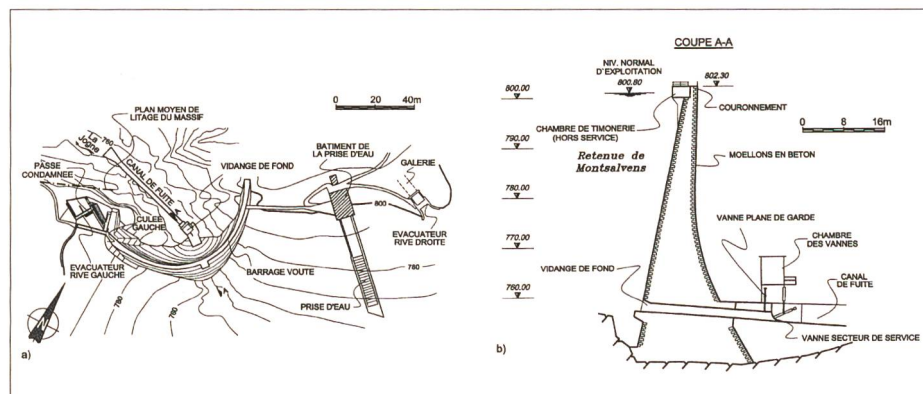 PLAN MOYEN DE
LITAGE DU MASSIF
0 20 40m
La
Jogne
760
CANAL DE FUITE
VIDANGE DE FOND
BATIMENT DE
LA PRISE D'EAU
GALERIE
PASSE
CONDAMNEE
CULEE
GAUCHE
800
EVACUATEUR
RIVE DROITE
EVACUATEUR
RIVE GAUCHE
BARRAGE VOUTE
760
780
780
PRISE D'EAU
A
a)
COUPE A-A
NIV. NORMAL
D'EXPLOITATION
800.80
802.30
800.00
COURONNEMENT
CHAMBRE DE TIMONERIE
(HORS SERVICE)
0 8 16m
790.00
Retenue de
Montsalvens
MOELLONS EN BETON
780.00
VANNE PLANE DE GARDE
CHAMBRE
DES VANNES
770.00
VIDANGE DE FOND
CANAL
DE FUITE
760.00
VANNE SECTEUR DE SERVICE
b)